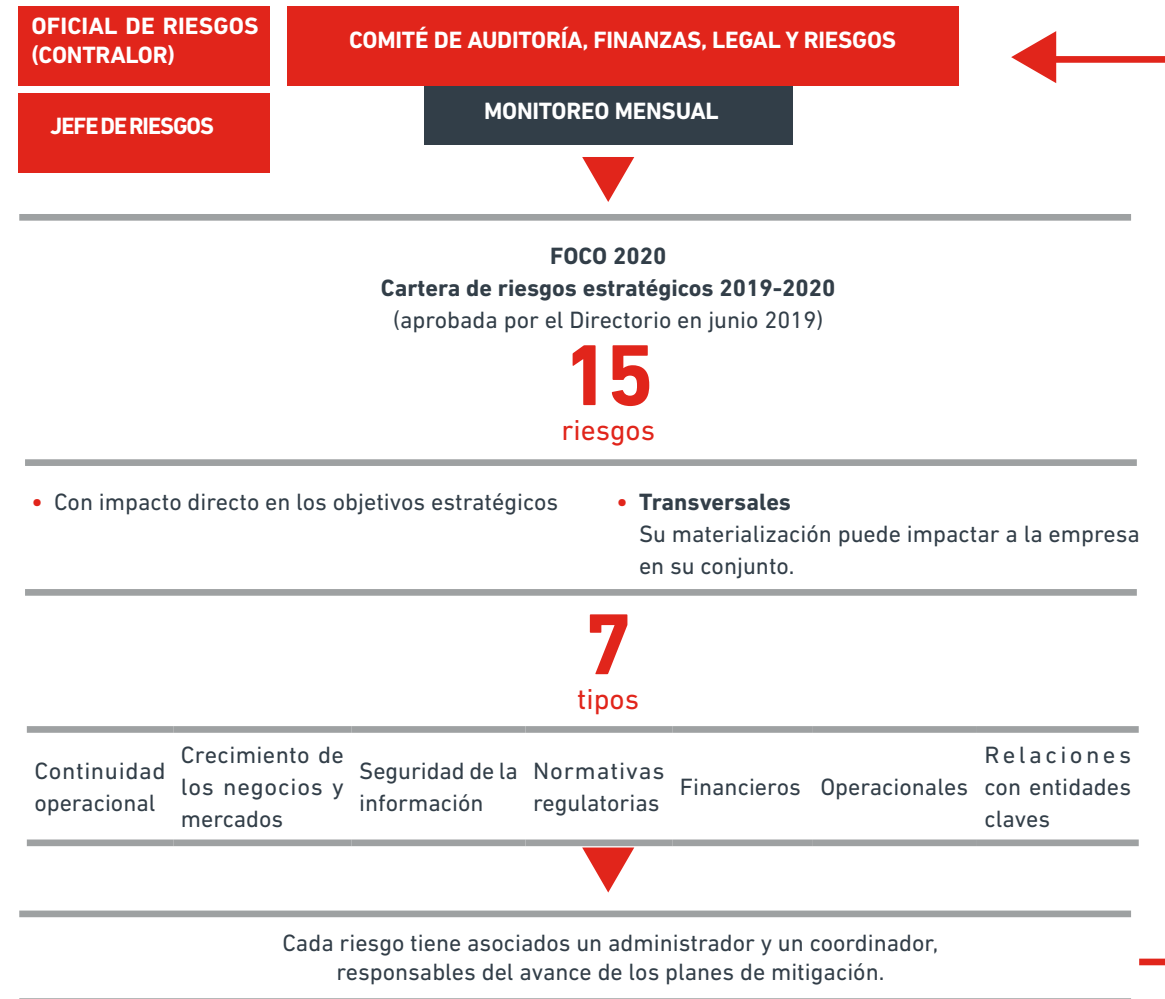 OFICIAL DE RIESGOS
(CONTRALOR)
JEFE DE RIESGOS
COMITÉ DE AUDITORÍA, FINANZAS, LEGAL Y RIESGOS
MONITOREO MENSUAL
FOCO 2020
Cartera de riesgos estratégicos 2019-2020
(aprobada por el Directorio en junio 2019)
15
riesgos
• Con impacto directo en los objetivos estratégicos
• Transversales
Su materialización puede impactar a la empresa
en su conjunto.
7
tipos
Continuidad
operacional
Crecimiento de
los negocios y
mercados
Seguridad de la
información
Normativas
regulatorias
Financieros
Operacionales
Relaciones
con entidades
claves
Cada riesgo tiene asociados un administrador y un coordinador,
responsables del avance de los planes de mitigación.